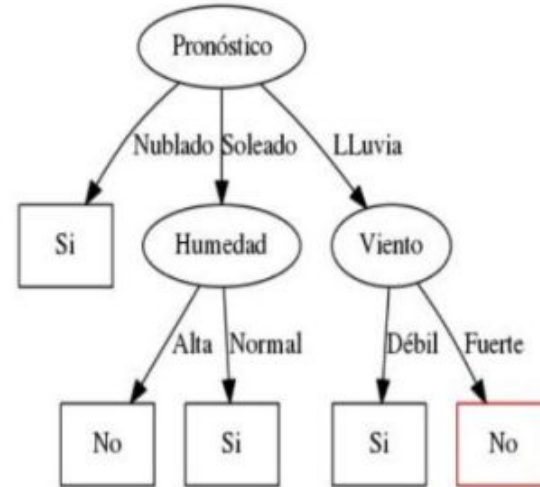 Pronóstico
Nublado Soleado LLuvia
Si Humedad Viento
Alta Normal Débil Fuerte
No Si Si No